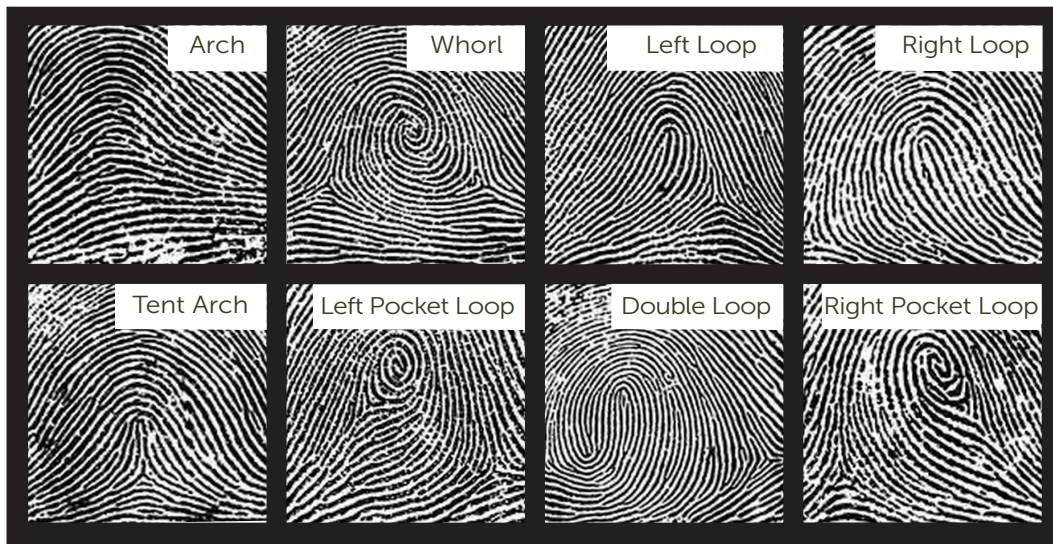 Arch
Whorl
Left Loop
Right Loop
Tent Arch
Left Pocket Loop
Double Loop
Right Pocket Loop